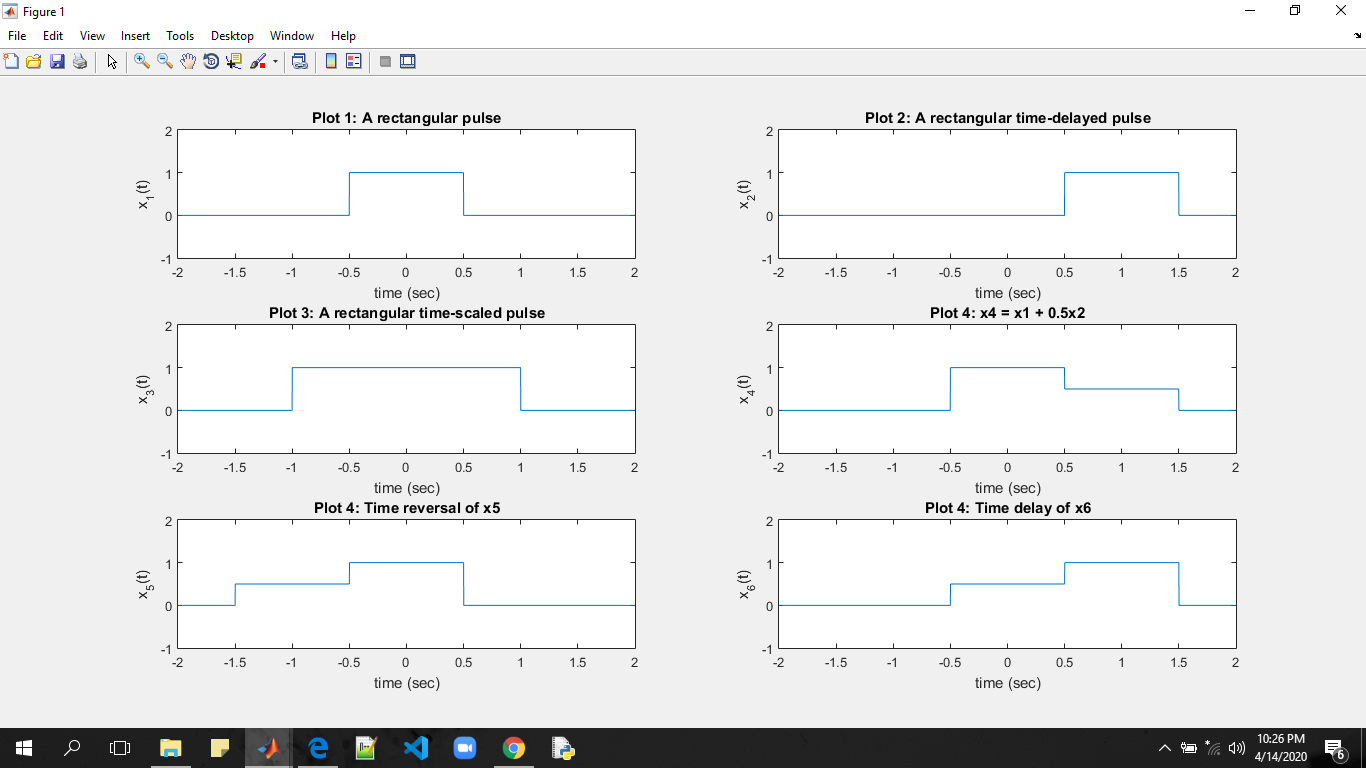 Figure 1
File Edit View Insert Tools Desktop Window Help
Plot 1: A rectangular pulse
2
1
0
-1
x1(t)
-2 -1.5 -1 -0.5 0 0.5 1 1.5 2
time (sec)
Plot 2: A rectangular time-delayed pulse
2
1
0
-1
x2(t)
-2 -1.5 -1 -0.5 0 0.5 1 1.5 2
time (sec)
Plot 3: A rectangular time-scaled pulse
2
1
0
-1
x3(t)
-2 -1.5 -1 -0.5 0 0.5 1 1.5 2
time (sec)
Plot 4: x4 = x1 + 0.5x2
2
1
0
-1
x4(t)
-2 -1.5 -1 -0.5 0 0.5 1 1.5 2
time (sec)
Plot 4: Time reversal of x5
2
1
0
-1
x5(t)
-2 -1.5 -1 -0.5 0 0.5 1 1.5 2
time (sec)
Plot 4: Time delay of x6
2
1
0
-1
x6(t)
-2 -1.5 -1 -0.5 0 0.5 1 1.5 2
time (sec)
10:26 PM
4/14/2020
6